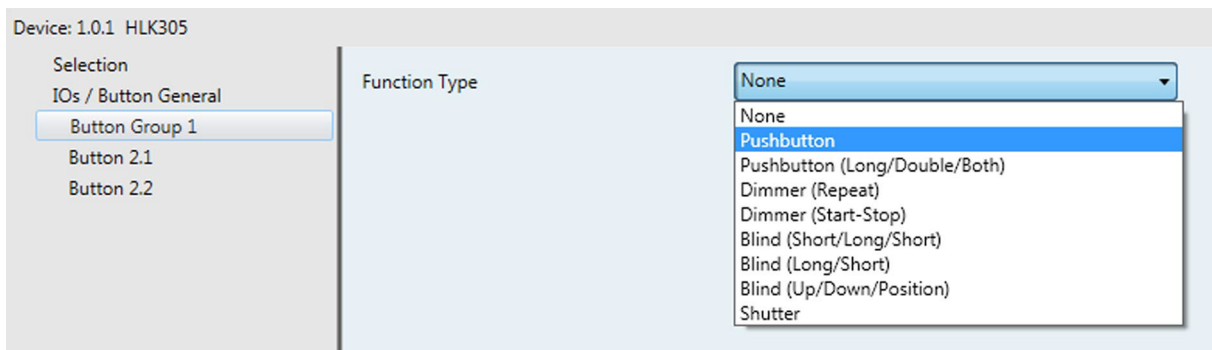 Device: 1.0.1 HLK305
Selection
IOs / Button General
Button Group 1
Button 2.1
Button 2.2
Function Type
None
None
Pushbutton
Pushbutton (Long/Double/Both)
Dimmer (Repeat)
Dimmer (Start-Stop)
Blind (Short/Long/Short)
Blind (Long/Short)
Blind (Up/Down/Position)
Shutter